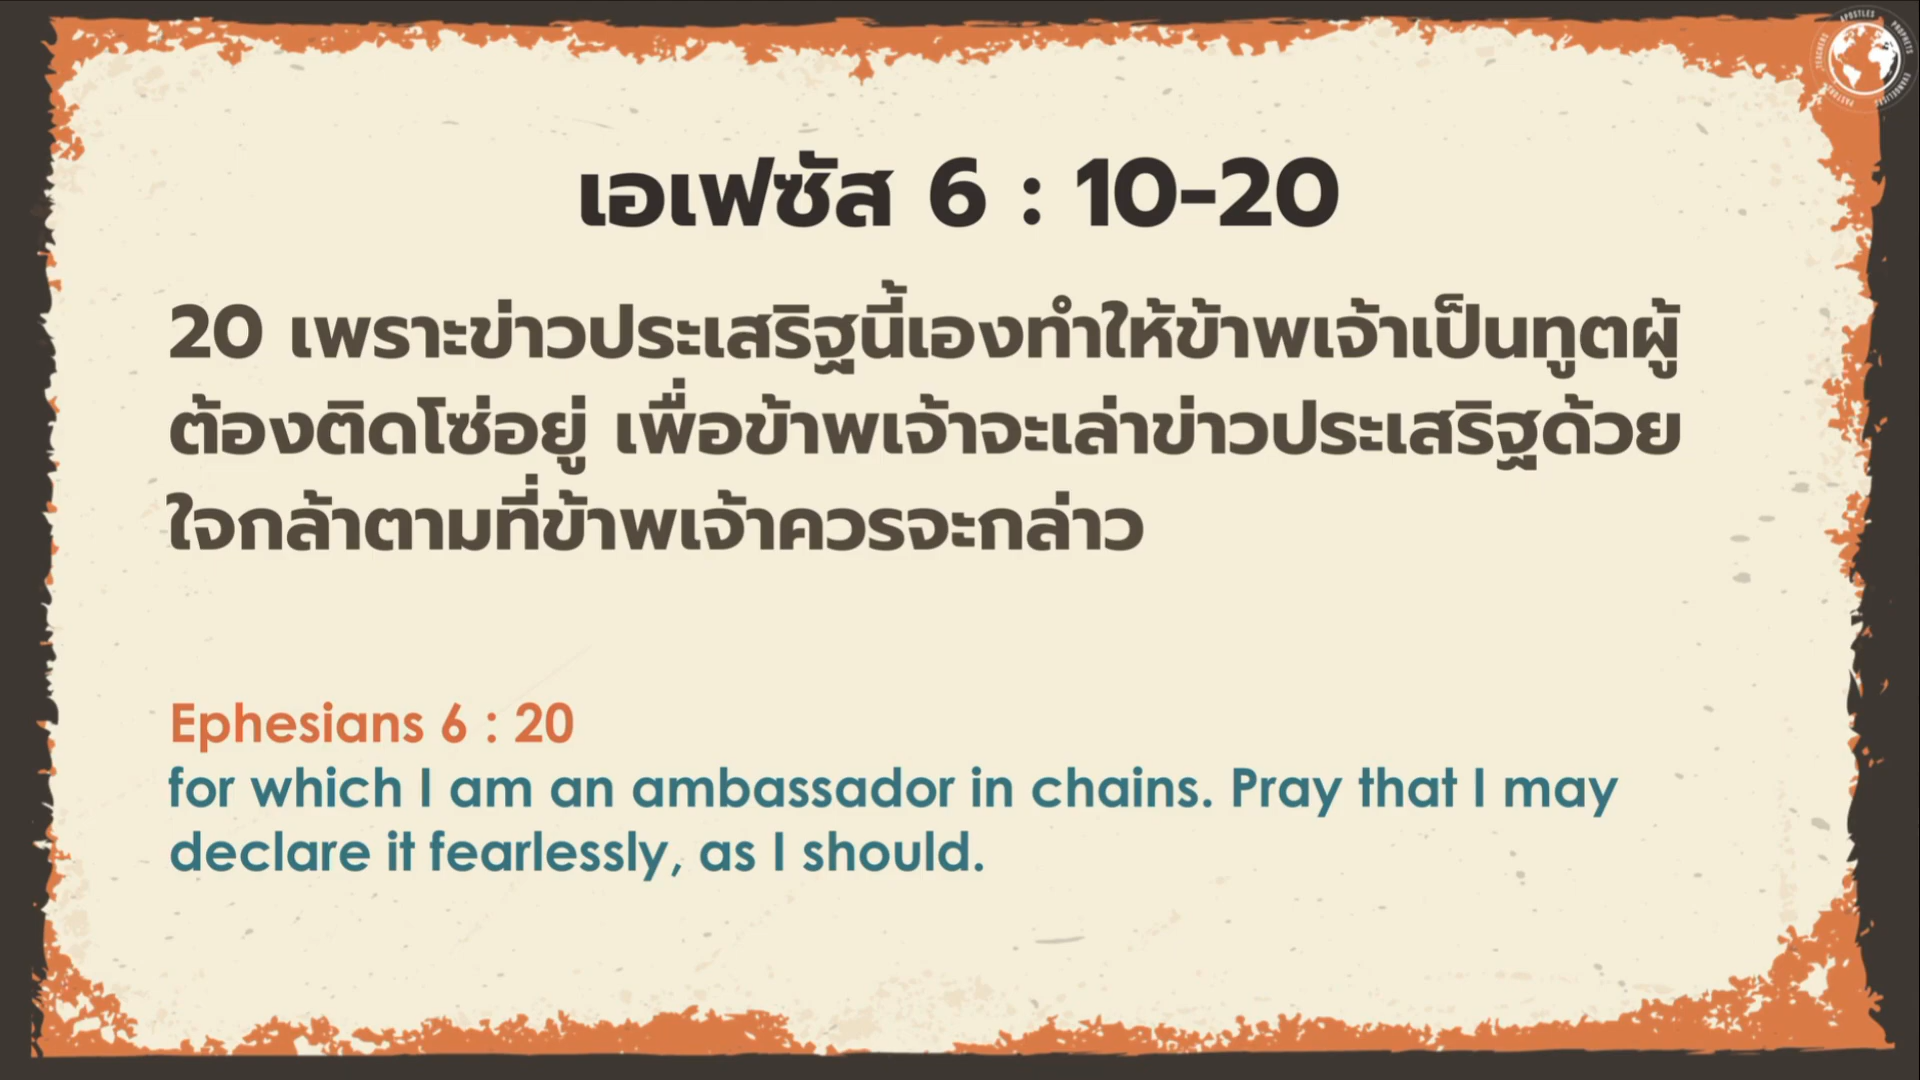 เอเฟซัส 6 : 10-20
20 เพราะข่าวประเสริฐนี้เองทำให้ข้าพเจ้าเป็นทูตผู้
ต้องติดโซ่อยู่ เพื่อข้าพเจ้าจะเล่าข่าวประเสริฐด้วย
ใจกล้าตามที่ข้าพเจ้าควรจะกล่าว
Ephesians 6 : 20
for which I am an ambassador in chains. Pray that I may
declare it fearlessly, as I should.
APOSTLES
PROPHETS
EVANGELISTS
PASTORS
TEACHERS